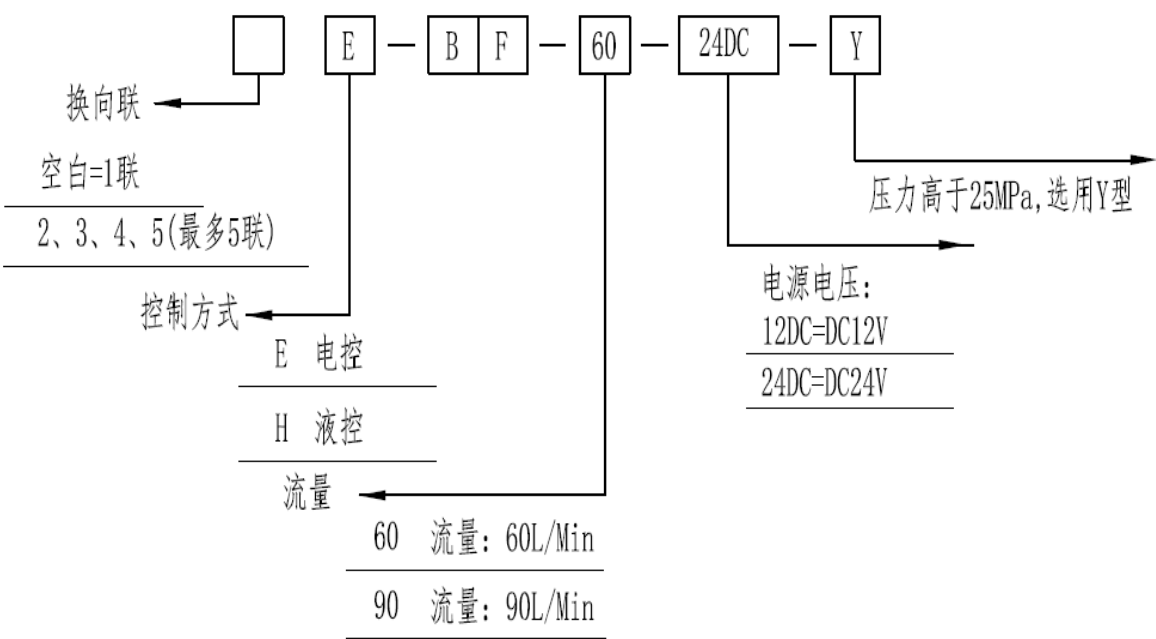 E — B F — 60 — 24DC — Y
换向联
空白=1联
2、3、4、5(最多5联)
压力高于25MPa,选用Y型
控制方式
E 电控
H 液控
电源电压:
12DC=DC12V
24DC=DC24V
流量
60 流量: 60L/Min
90 流量: 90L/Min